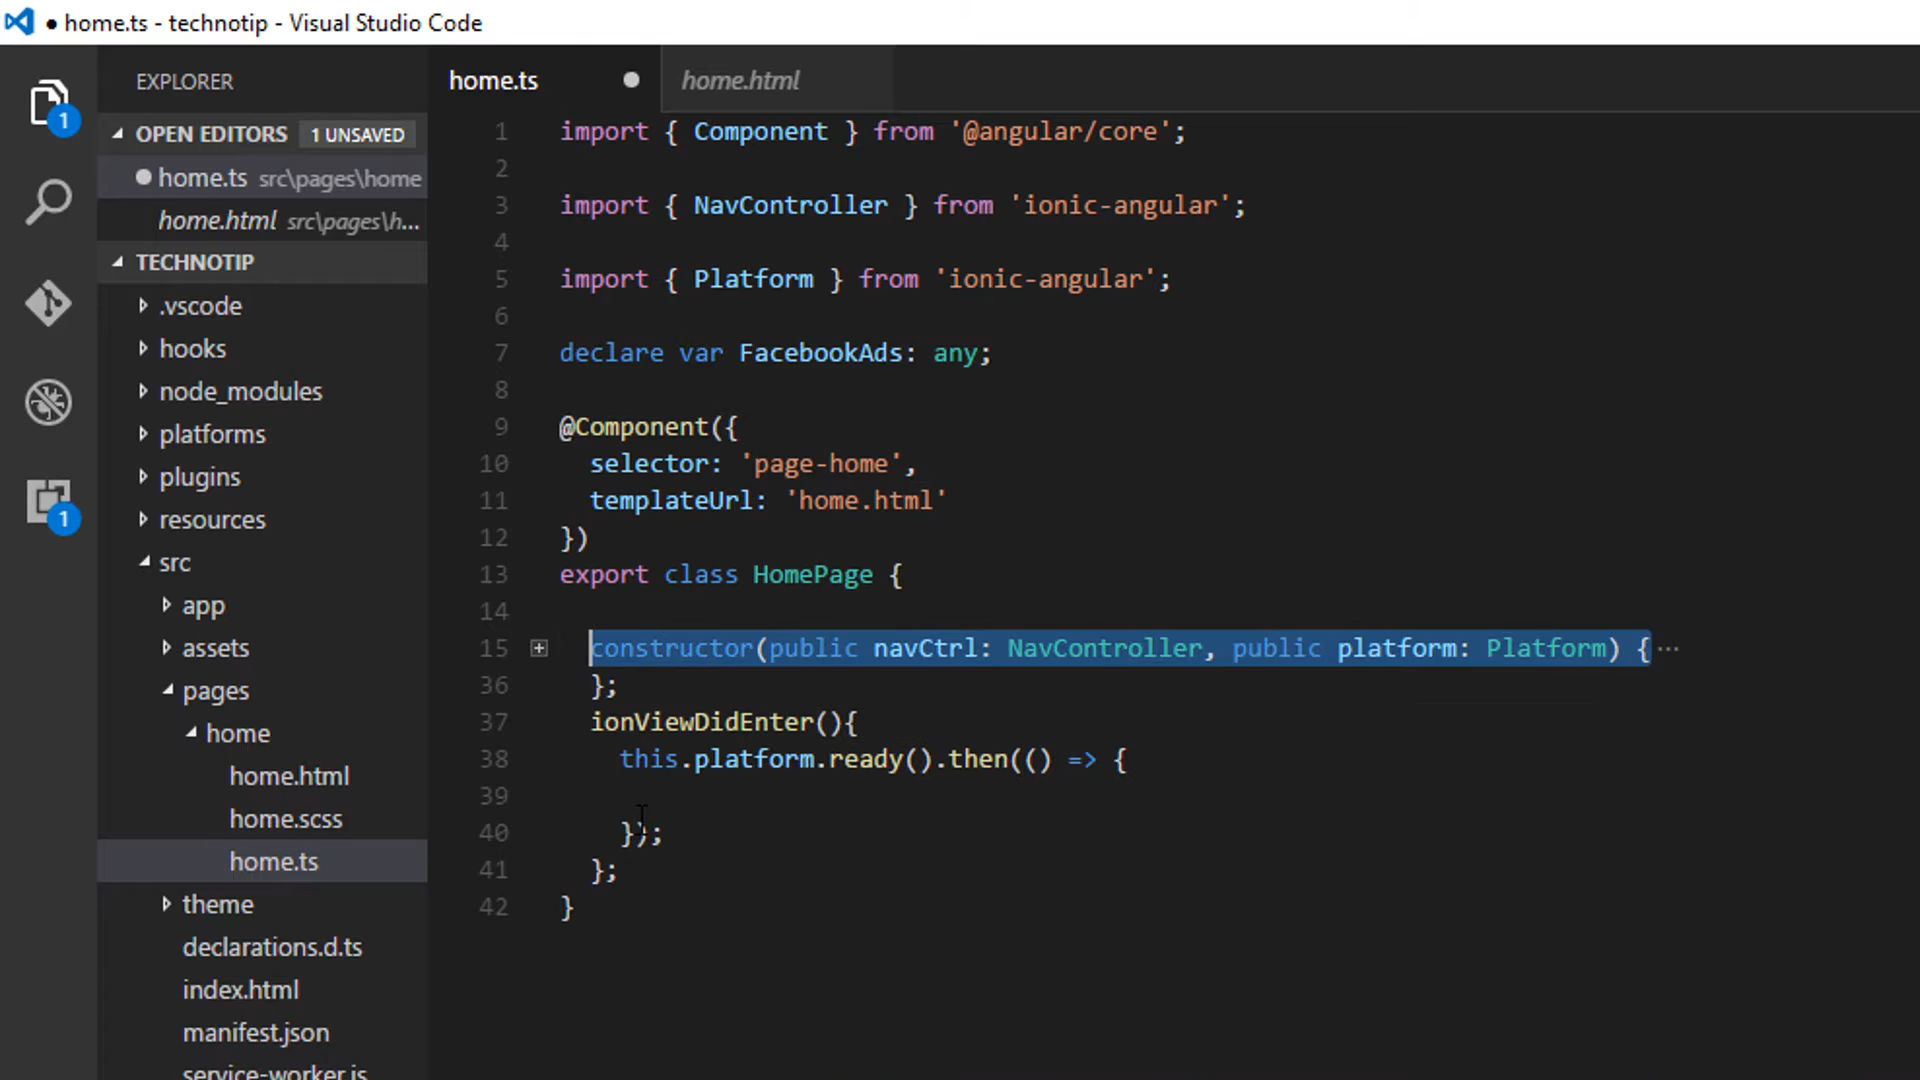 ● home.ts - technotip - Visual Studio Code
EXPLORER
OPEN EDITORS 1 UNSAVED
home.ts src\pages\home
home.html src\pages\h...
TECHNOTIP
.vscode
hooks
node_modules
platforms
plugins
resources
src
app
assets
pages
home
home.html
home.scss
home.ts
theme
declarations.d.ts
index.html
manifest.json
service-worker.js
1
1
home.ts home.html
1 import { Component } from '@angular/core';
2
3 import { NavController } from 'ionic-angular';
4
5 import { Platform } from 'ionic-angular';
6
7 declare var FacebookAds: any;
8
9 @Component({
10 selector: 'page-home',
11 templateUrl: 'home.html'
12 })
13 export class HomePage {
14
15 constructor(public navCtrl: NavController, public platform: Platform) { ...
36 };
37 ionViewDidEnter(){
38 this.platform.ready().then(() => {
39
40 });
41 };
42 }